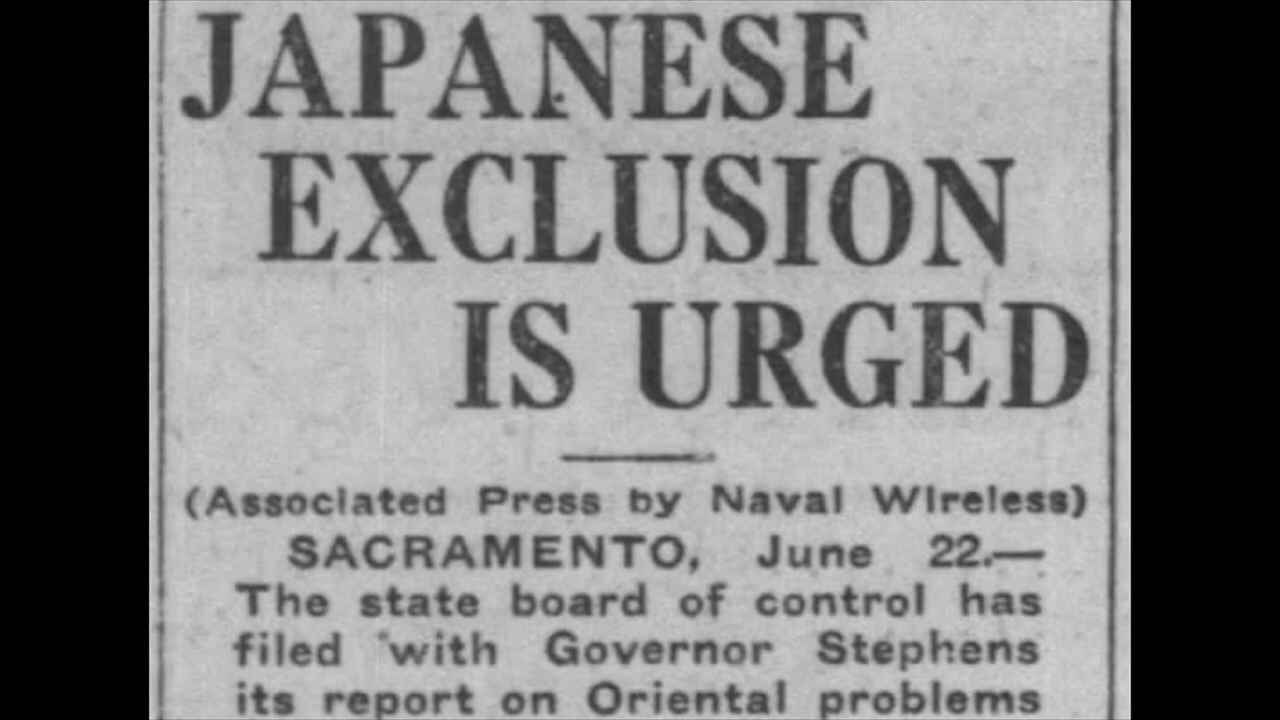 JAPANESE
EXCLUSION
IS URGED
(Associated Press by Naval Wireless)
SACRAMENTO, June 22.—
The state board of control has
filed with Governor Stephens
its report on Oriental problems